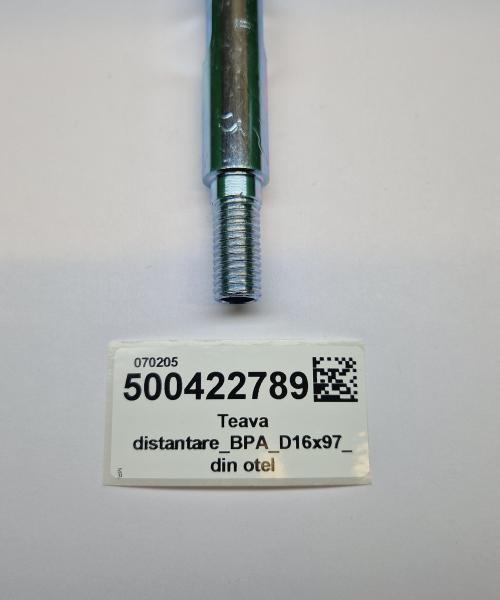 070205
500422789
Teava
distantare_BPA_D16x97_
din otel